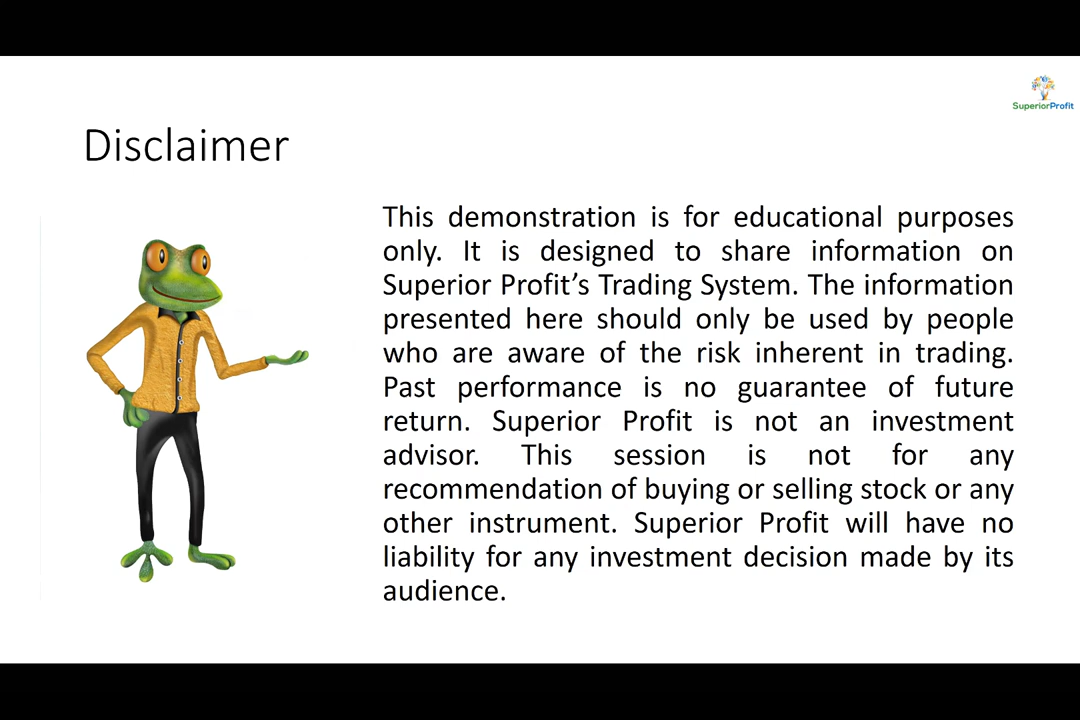 SuperiorProfit
Disclaimer
This demonstration is for educational purposes
only. It is designed to share information on
Superior Profit’s Trading System. The information
presented here should only be used by people
who are aware of the risk inherent in trading.
Past performance is no guarantee of future
return. Superior Profit is not an investment
advisor. This session is not for any
recommendation of buying or selling stock or any
other instrument. Superior Profit will have no
liability for any investment decision made by its
audience.